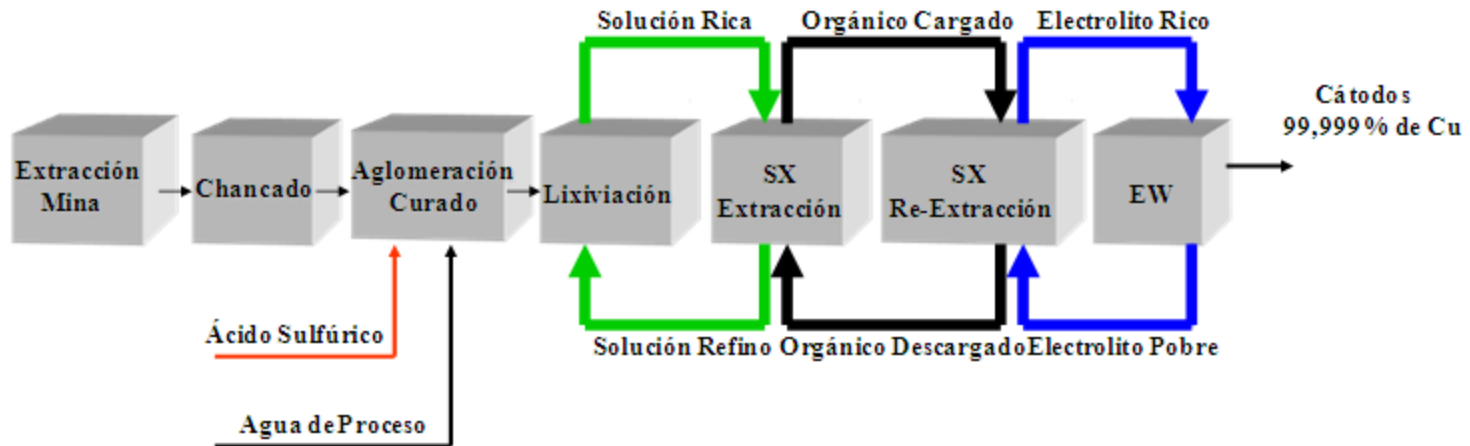 Solución Rica
Orgánico Cargado
Electrolito Rico
Cátodos
99,999% de Cu
Extracción
Mina
Chancado
Aglomeración
Curado
Lixiviación
SX
Extracción
SX
Re-Extracción
EW
Ácido Sulfúrico
Solución Refino
Orgánico Descargado
Electrolito Pobre
Agua de Proceso